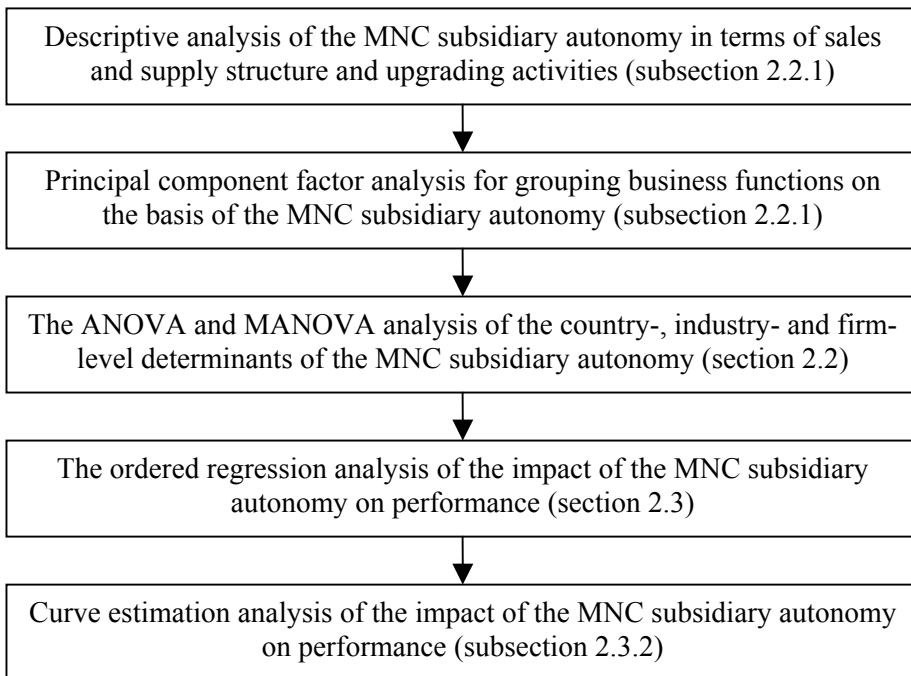 Descriptive analysis of the MNC subsidiary autonomy in terms of sales
and supply structure and upgrading activities (subsection 2.2.1)
Principal component factor analysis for grouping business functions on
the basis of the MNC subsidiary autonomy (subsection 2.2.1)
The ANOVA and MANOVA analysis of the country-, industry- and firm-
level determinants of the MNC subsidiary autonomy (section 2.2)
The ordered regression analysis of the impact of the MNC subsidiary
autonomy on performance (section 2.3)
Curve estimation analysis of the impact of the MNC subsidiary autonomy
on performance (subsection 2.3.2)